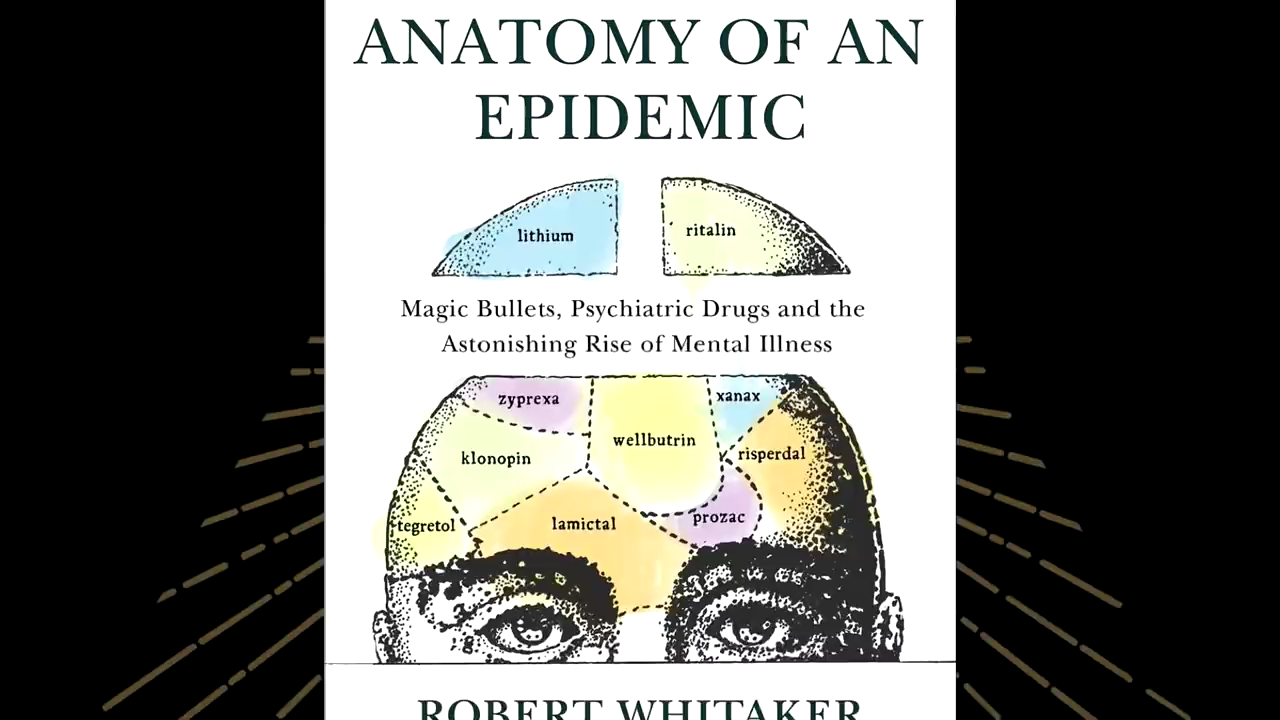 ANATOMY OF AN
EPIDEMIC
lithium
ritalin
Magic Bullets, Psychiatric Drugs and the
Astonishing Rise of Mental Illness
zyprexa
xanax
wellbutrin
klonopin
risperdal
tegretol
lamictal
prozac
ROBERT WHITAKER